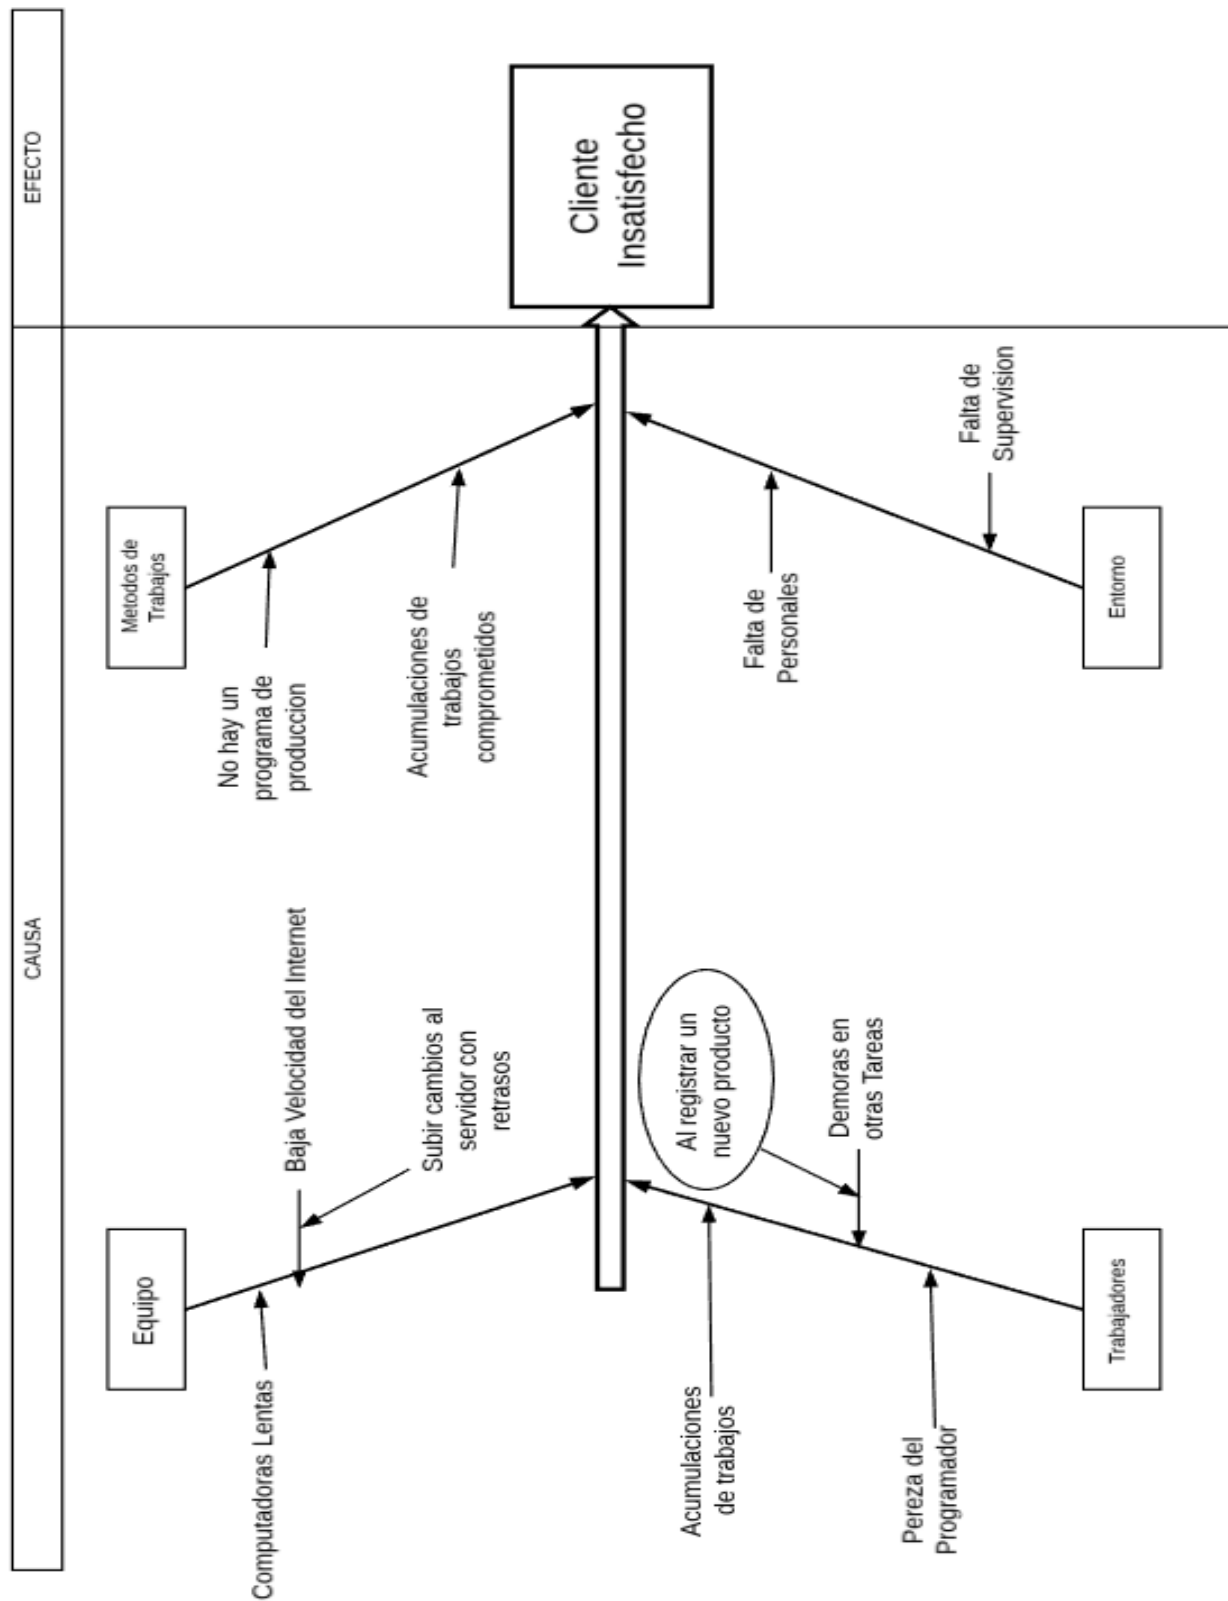 CAUSA
EFECTO
Equipo
Metodos de
Trabajos
Computadoras Lentas
Baja Velocidad del Internet
Subir cambios al
servidor con
retrasos
No hay un
programa de
produccion
Acumulaciones de
trabajos
comprometidos
Cliente
Insatisfecho
Acumulaciones
de trabajos
Al registrar un
nuevo producto
Demoras en
otras Tareas
Pereza del
Programador
Falta de
Personales
Falta de
Supervision
Trabajadores
Entorno